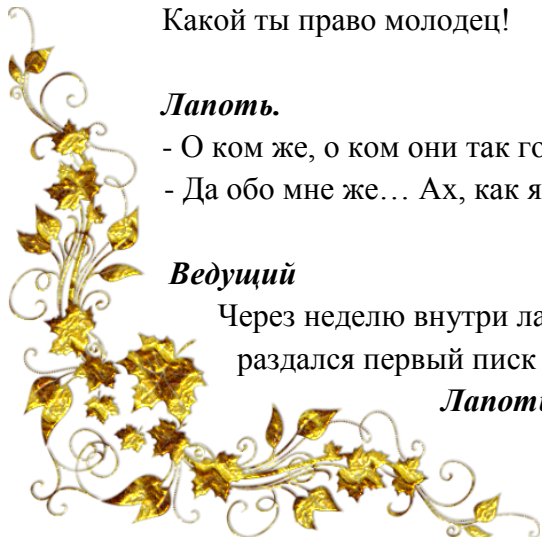 Какой ты право молодец!
Лапоть.
- О ком же, о ком они так го
- Да обо мне же… Ах, как я
Ведущий
Через неделю внутри ла
раздался первый писк
Лапоть